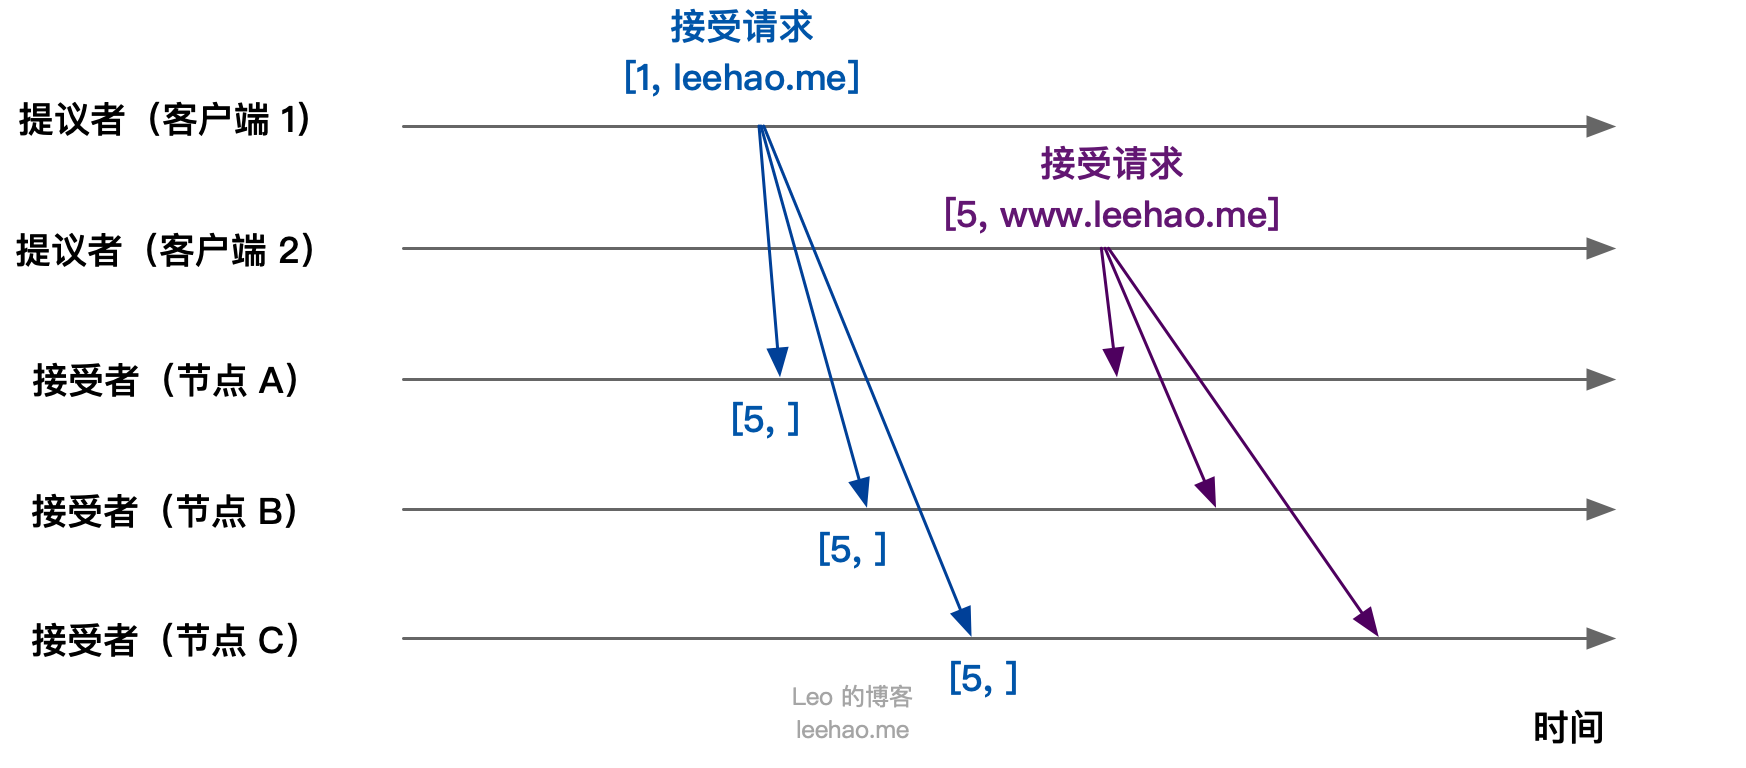 接受请求
[1, leehao.me]
提议者（客户端 1）
接受请求
[5, www.leehao.me]
提议者（客户端 2）
接受者（节点 A）
[5, ]
接受者（节点 B）
[5, ]
接受者（节点 C）
[5, ]
Leo 的博客
leehao.me
时间